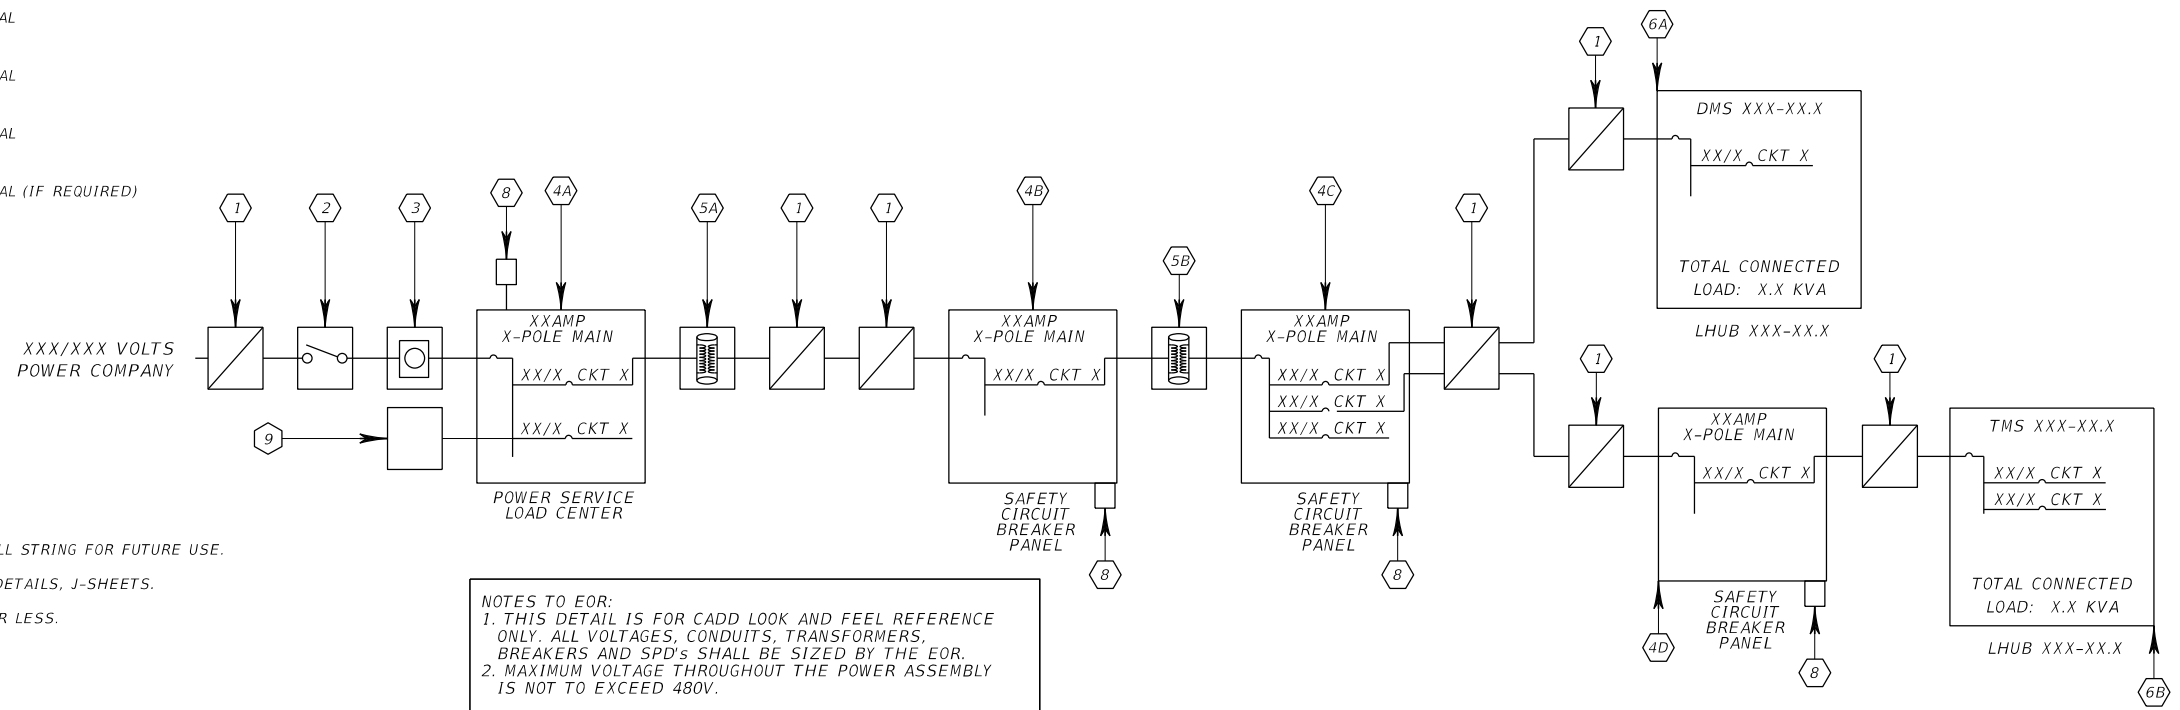 AL
AL
AL
AL (IF REQUIRED)
LL STRING FOR FUTURE USE.
DETAILS, J-SHEETS.
R LESS.
XXX/XXX VOLTS
POWER COMPANY
1
2
3
9
8
4A
XXAMP
X-POLE MAIN
XX/X CKT X
XX/X CKT X
POWER SERVICE
LOAD CENTER
5A
1
1
4B
XXAMP
X-POLE MAIN
XX/X CKT X
SAFETY
CIRCUIT
BREAKER
PANEL
8
5B
4C
XXAMP
X-POLE MAIN
XX/X CKT X
XX/X CKT X
XX/X CKT X
SAFETY
CIRCUIT
BREAKER
PANEL
8
1
1
6A
DMS XXX-XX.X
XX/X CKT X
TOTAL CONNECTED
LOAD: X.X KVA
LHUB XXX-XX.X
1
XXAMP
X-POLE MAIN
XX/X CKT X
4D
SAFETY
CIRCUIT
BREAKER
PANEL
8
1
TMS XXX-XX.X
XX/X CKT X
XX/X CKT X
TOTAL CONNECTED
LOAD: X.X KVA
LHUB XXX-XX.X
6B
NOTES TO EOR:
1. THIS DETAIL IS FOR CADD LOOK AND FEEL REFERENCE
ONLY. ALL VOLTAGES, CONDUITS, TRANSFORMERS,
BREAKERS AND SPD's SHALL BE SIZED BY THE EOR.
2. MAXIMUM VOLTAGE THROUGHOUT THE POWER ASSEMBLY
IS NOT TO EXCEED 480V.